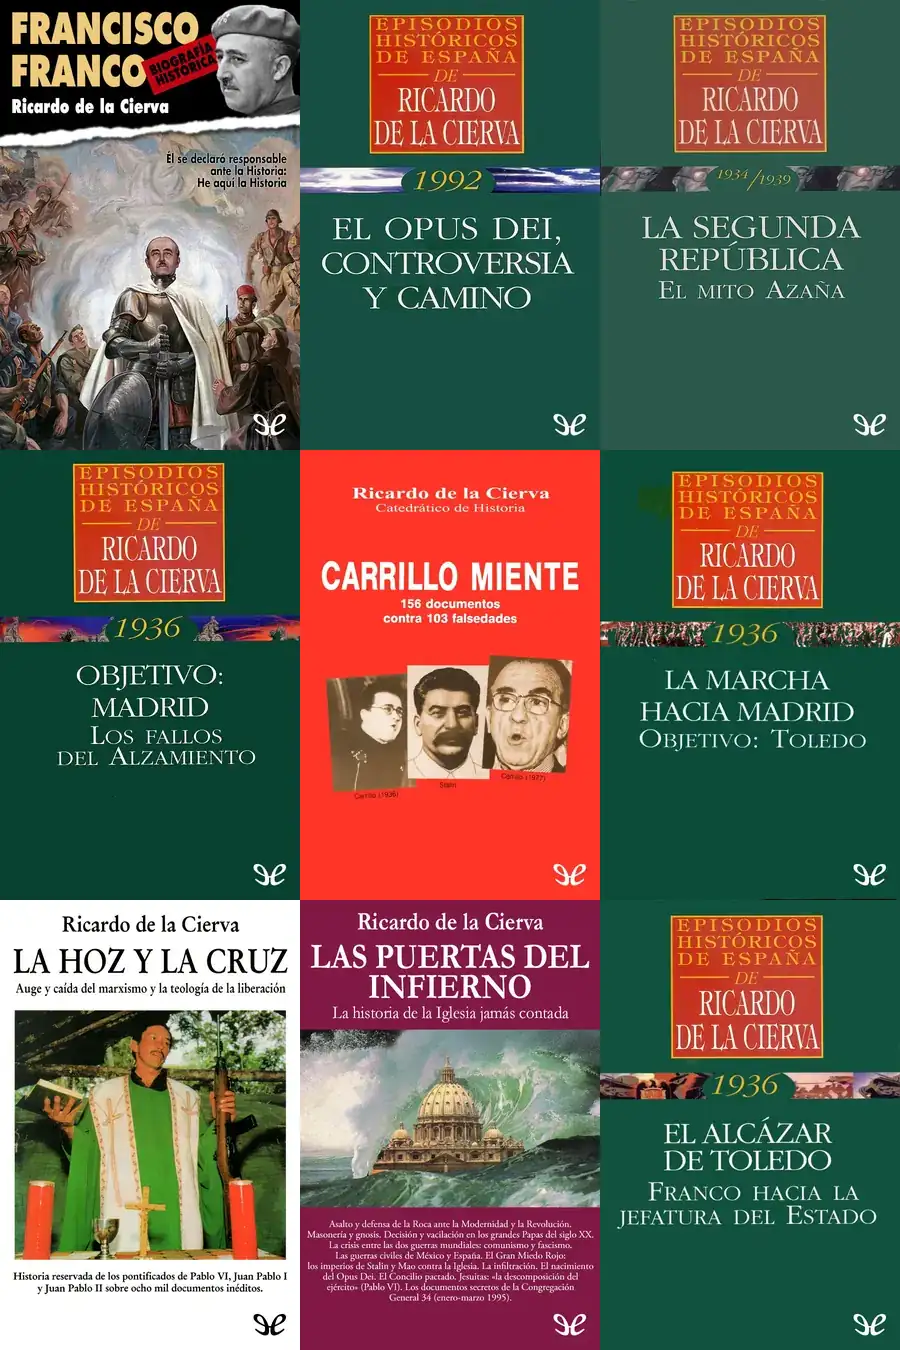 FRANCISCO
FRANCO
BIOGRAFÍA
HISTÓRICA
Ricardo de la Cierva
Él se declaró responsable
ante la Historia:
He aquí la Historia
EPISODIOS
HISTÓRICOS
DE ESPAÑA
DE
RICARDO
DE LA CIERVA
1992
EL OPUS DEI,
CONTROVERSIA
Y CAMINO
EPISODIOS
HISTÓRICOS
DE ESPAÑA
DE
RICARDO
DE LA CIERVA
1934/1939
LA SEGUNDA
REPÚBLICA
EL MITO AZAÑA
EPISODIOS
HISTÓRICOS
DE ESPAÑA
DE
RICARDO
DE LA CIERVA
1936
OBJETIVO:
MADRID
LOS FALLOS
DEL ALZAMIENTO
Ricardo de la Cierva
Catedrático de Historia
CARRILLO MIENTE
156 documentos
contra 103 falsedades
Carrillo (1936)
Stalin
Carrillo (1977)
EPISODIOS
HISTÓRICOS
DE ESPAÑA
DE
RICARDO
DE LA CIERVA
1936
LA MARCHA
HACIA MADRID
OBJETIVO: TOLEDO
Ricardo de la Cierva
LA HOZ Y LA CRUZ
Auge y caída del marxismo y la teología de la liberación
Historia reservada de los pontificados de Pablo VI, Juan Pablo I
y Juan Pablo II sobre ocho mil documentos inéditos.
Ricardo de la Cierva
LAS PUERTAS DEL
INFIERNO
La historia de la Iglesia jamás contada
Asalto y defensa de la Roca ante la Modernidad y la Revolución.
Masonería y gnosis. Decisión y vacilación en los grandes Papas del siglo XX.
La crisis entre las dos guerras mundiales: comunismo y fascismo.
Las guerras civiles de México y España. El Gran Miedo Rojo:
los imperios de Stalin y Mao contra la Iglesia. La infiltración. El nacimiento
del Opus Dei. El Concilio pactado. Jesuitas: «la descomposición del
ejército» (Pablo VI). Los documentos secretos de la Congregación
General 34 (enero-marzo 1995).
EPISODIOS
HISTÓRICOS
DE ESPAÑA
DE
RICARDO
DE LA CIERVA
1936
EL ALCÁZAR
DE TOLEDO
FRANCO HACIA LA
JEFATURA DEL ESTADO